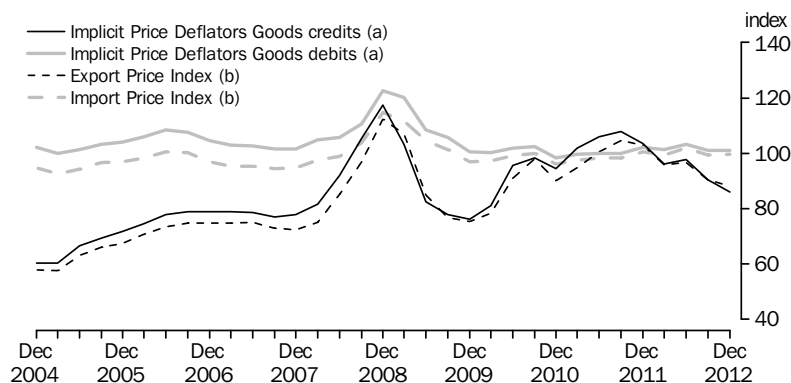 index
Implicit Price Deflators Goods credits (a)
Implicit Price Deflators Goods debits (a)
Export Price Index (b)
Import Price Index (b)
140
120
100
80
60
40
Dec Dec Dec Dec Dec Dec Dec Dec Dec
2004 2005 2006 2007 2008 2009 2010 2011 2012